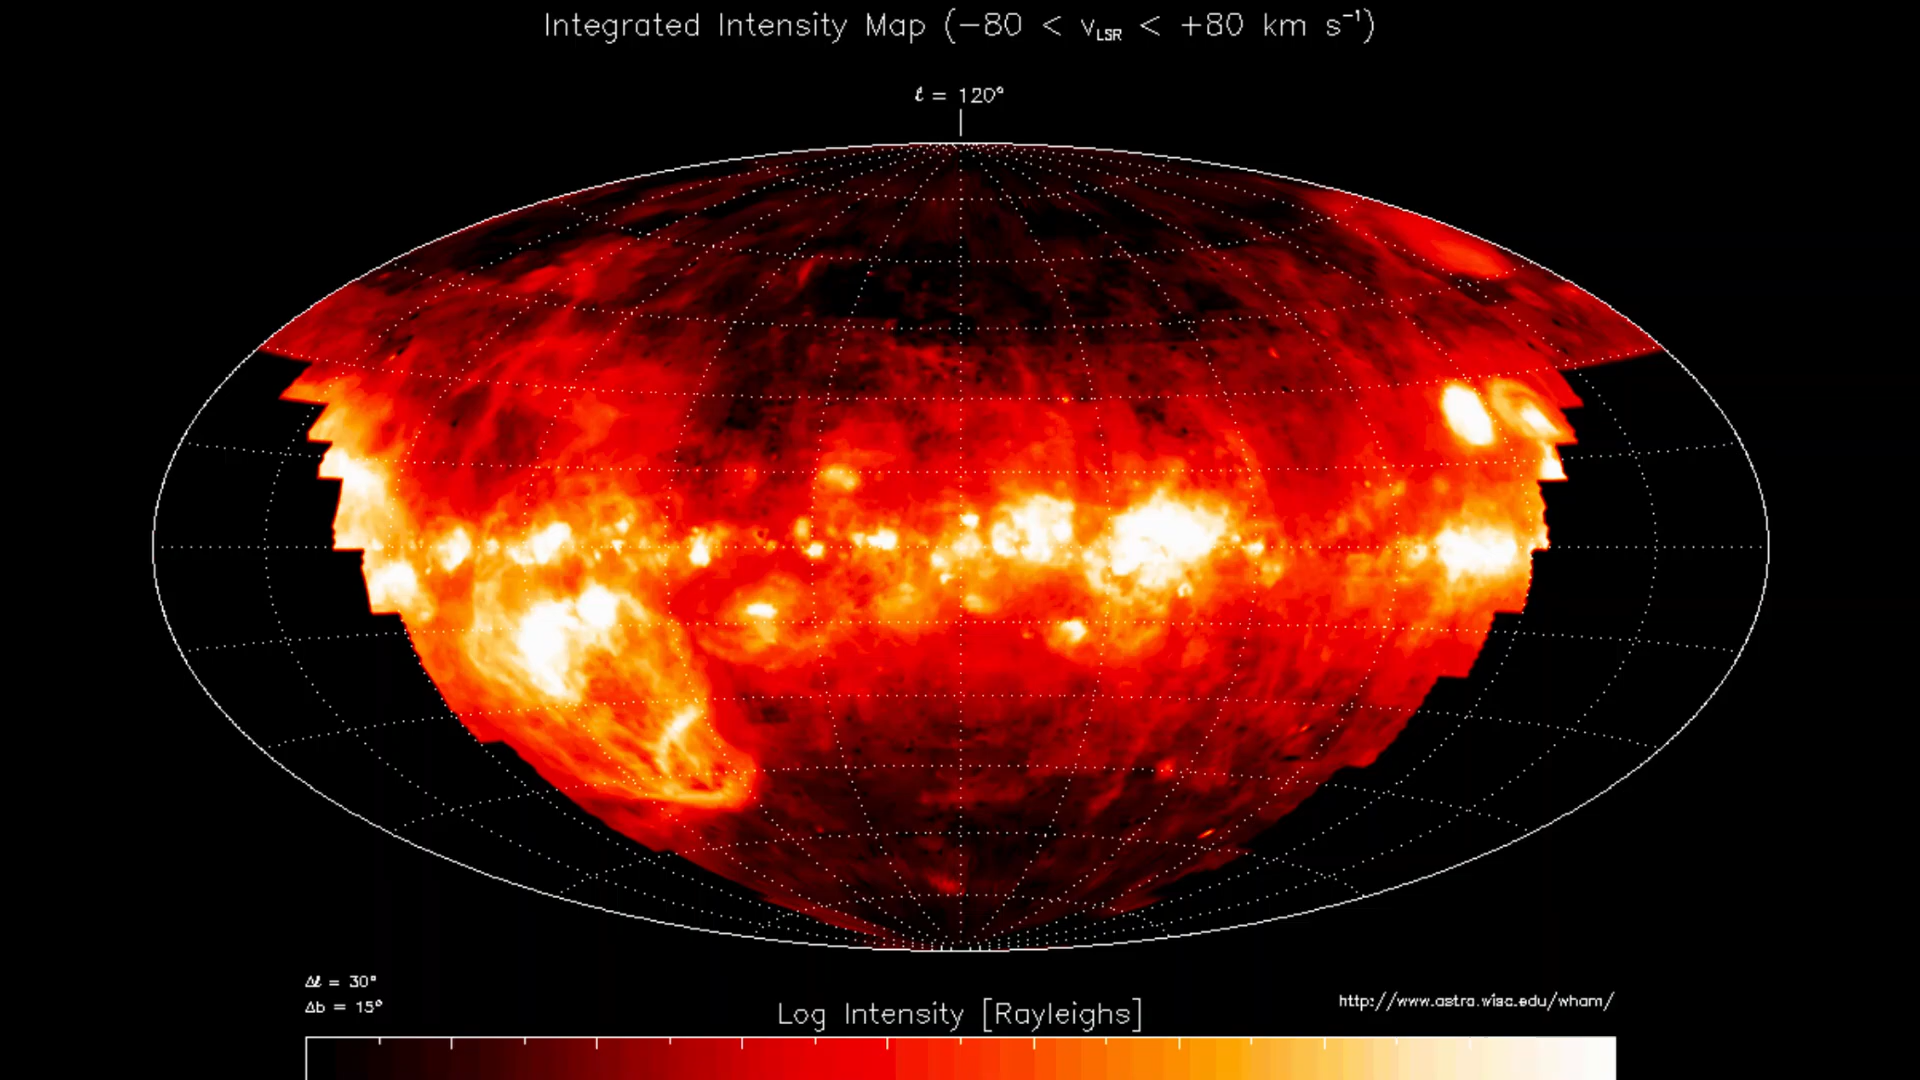 Integrated Intensity Map (−80 < vLSR < +80 km s⁻¹)
ℓ = 120°
Δℓ = 30°
Δb = 15°
http://www.astro.wisc.edu/wham/
Log Intensity [Rayleighs]